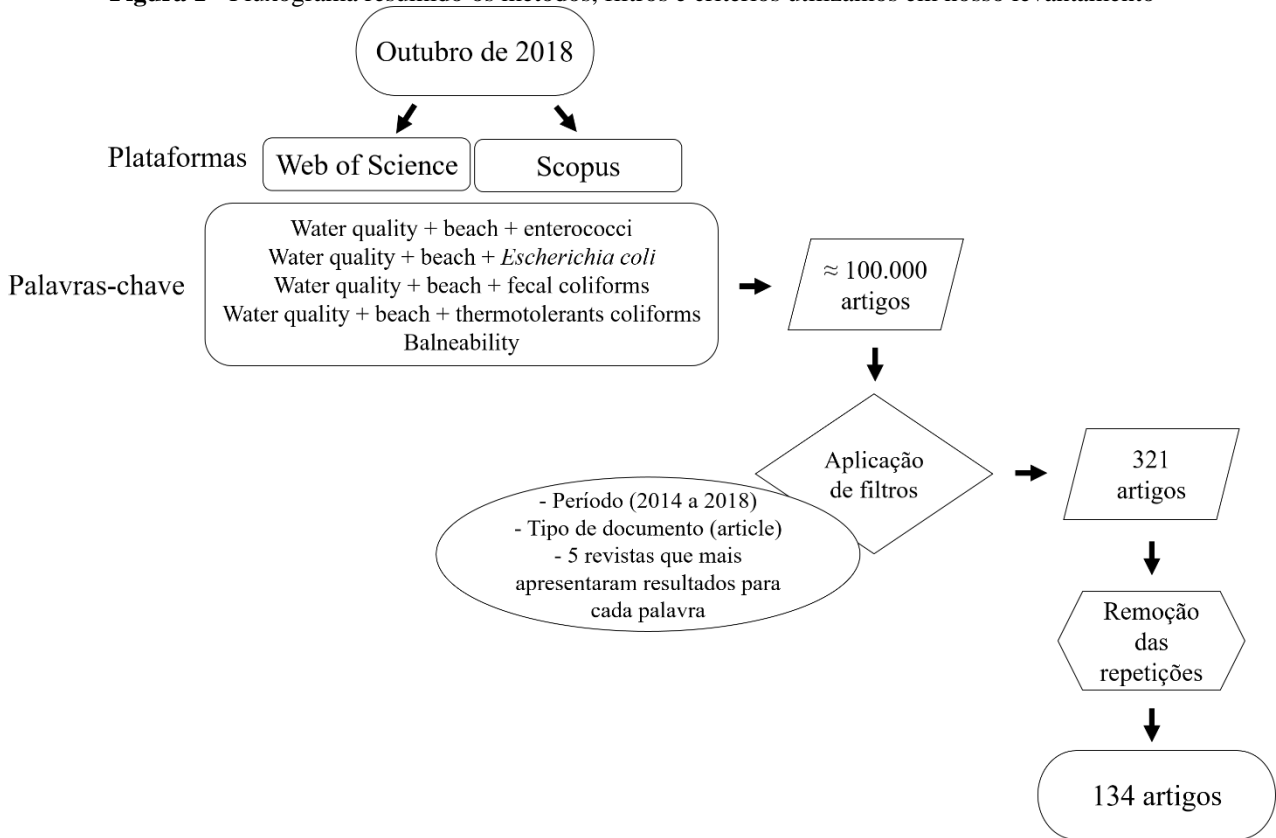 Outubro de 2018
Plataformas
Web of Science
Scopus
Palavras-chave
Water quality + beach + enterococci
Water quality + beach + Escherichia coli
Water quality + beach + fecal coliforms
Water quality + beach + thermotolerants coliforms
Balneability
≈ 100.000
artigos
Aplicação
de filtros
- Período (2014 a 2018)
- Tipo de documento (article)
- 5 revistas que mais
apresentaram resultados para
cada palavra
321
artigos
Remoção
das
repetições
134 artigos